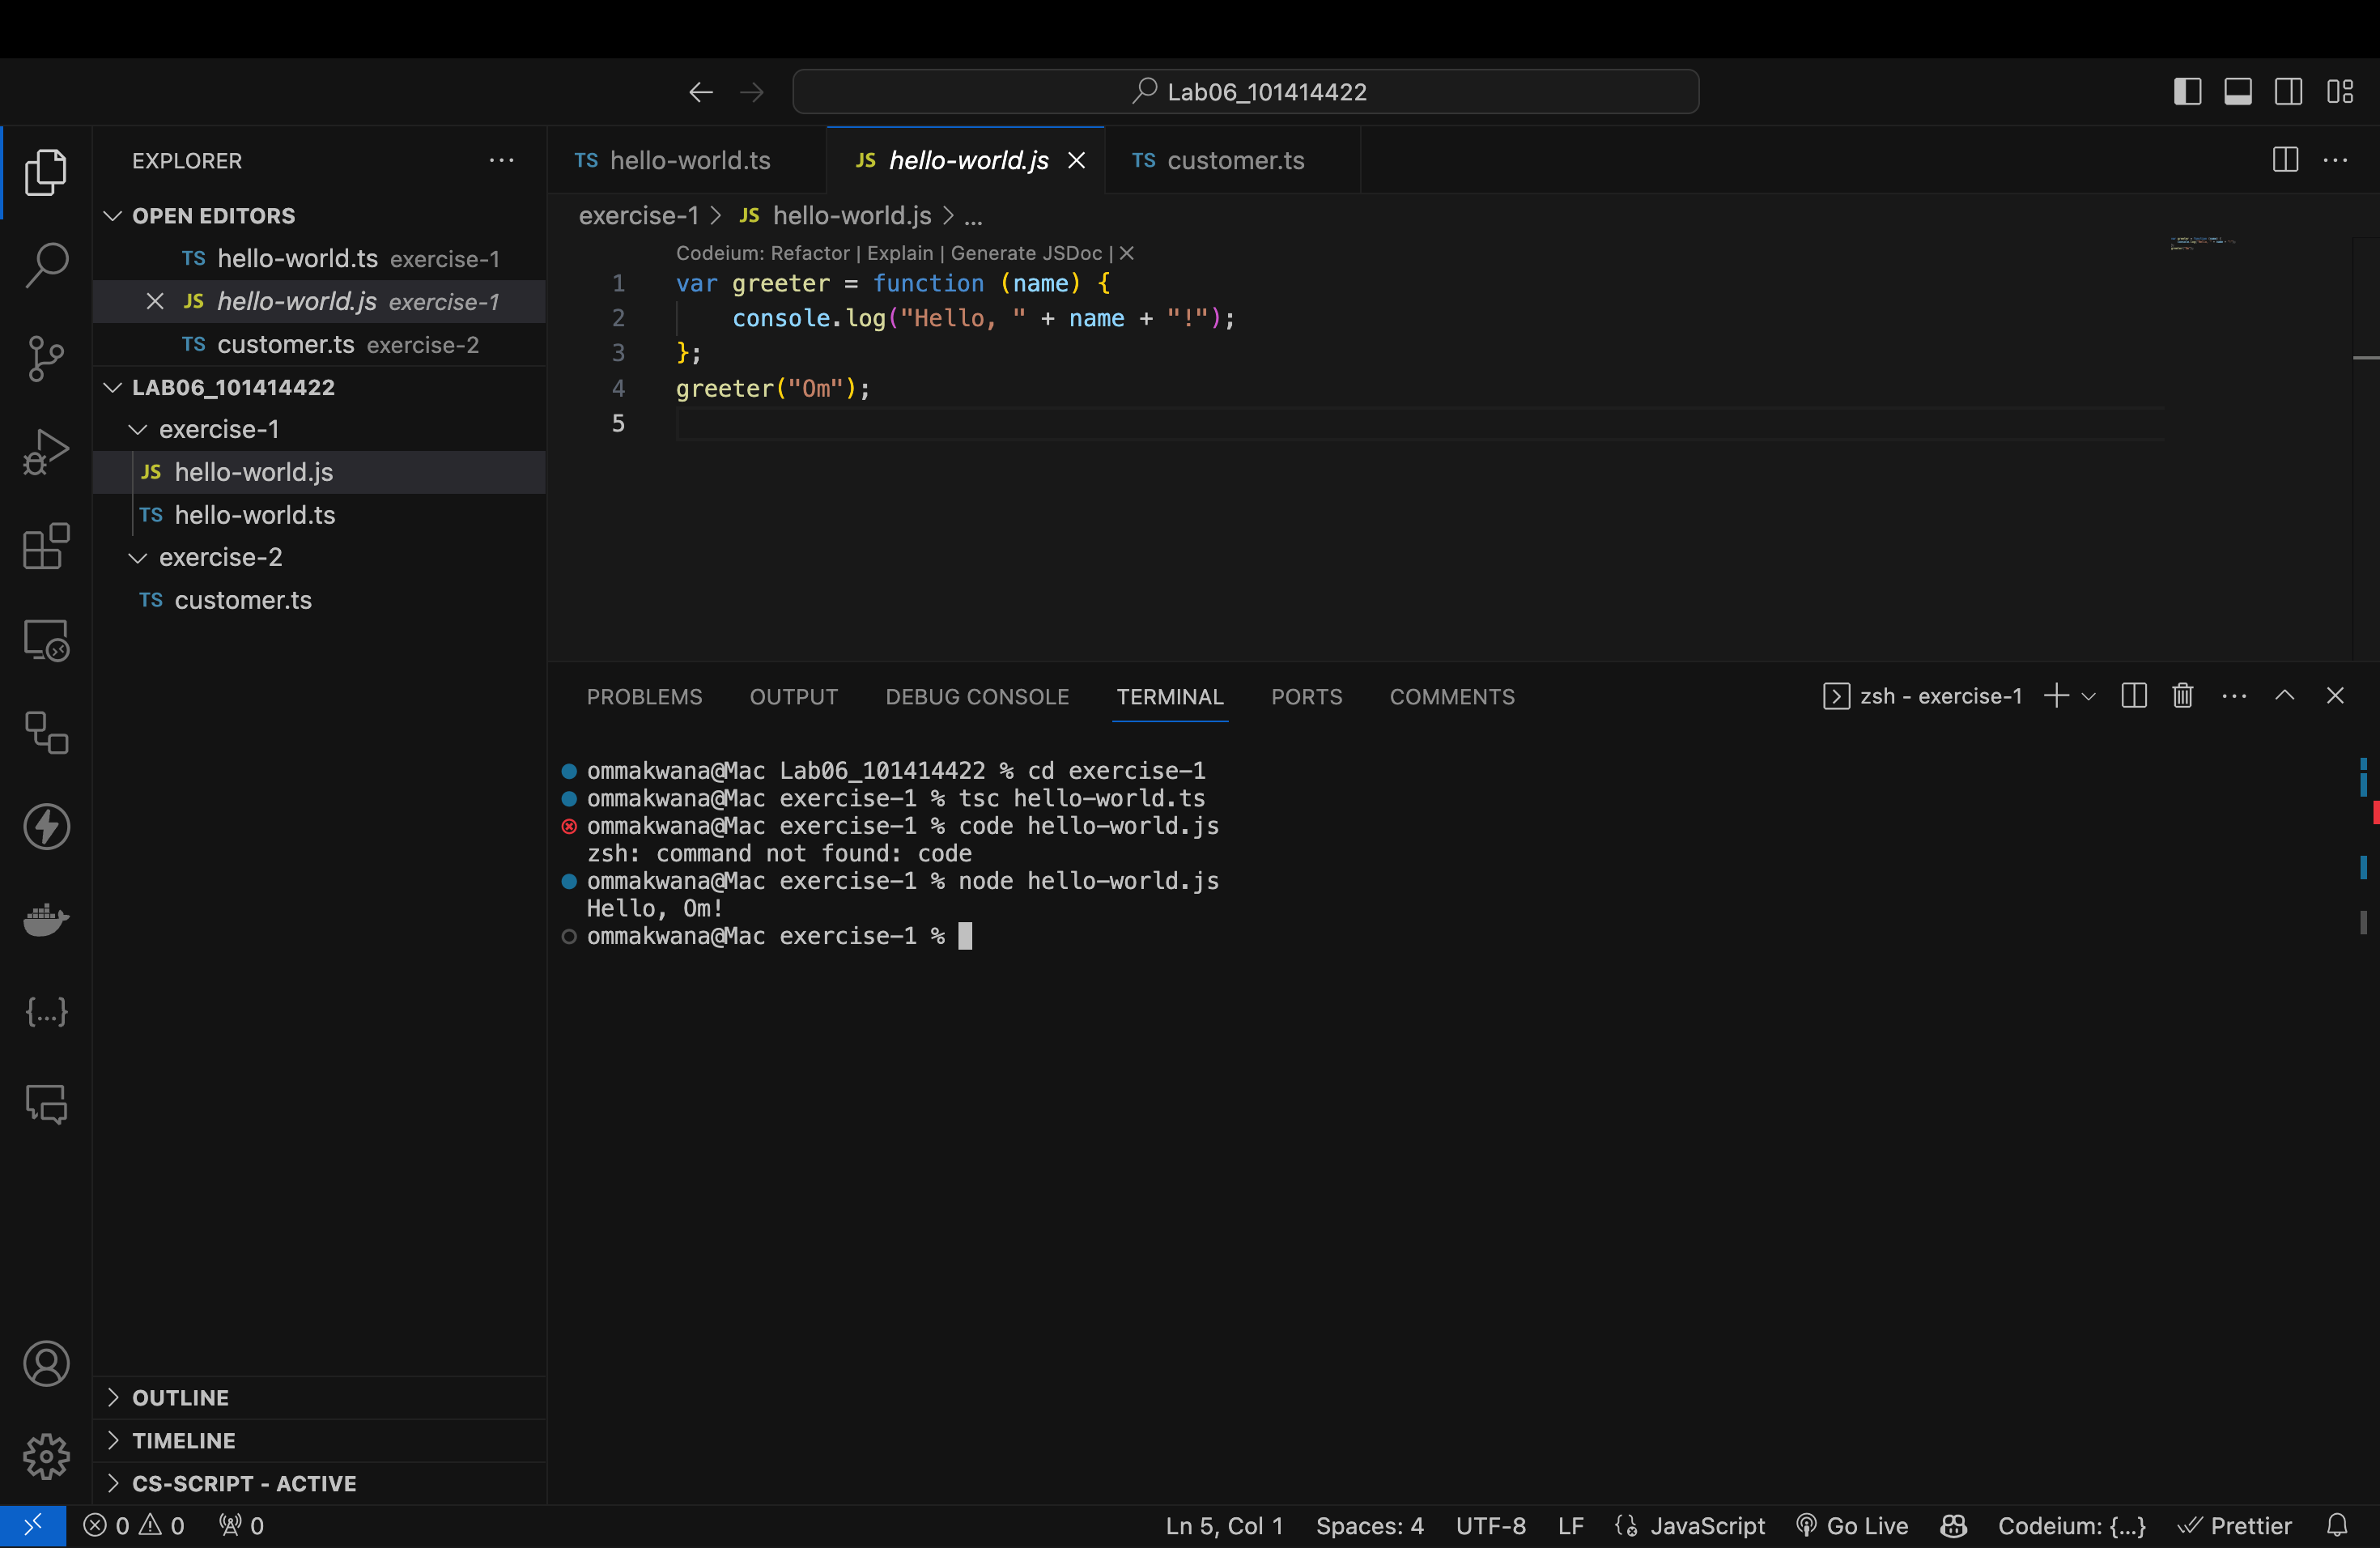 Lab06_101414422
EXPLORER
OPEN EDITORS
TS hello-world.ts exercise-1
JS hello-world.js exercise-1
TS customer.ts exercise-2
LAB06_101414422
exercise-1
JS hello-world.js
TS hello-world.ts
exercise-2
TS customer.ts
OUTLINE
TIMELINE
CS-SCRIPT - ACTIVE
TS hello-world.ts JS hello-world.js TS customer.ts
exercise-1 > JS hello-world.js > ...
Codeium: Refactor | Explain | Generate JSDoc | ×
1 var greeter = function (name) {
2     console.log("Hello, " + name + "!");
3 };
4 greeter("Om");
5
PROBLEMS OUTPUT DEBUG CONSOLE TERMINAL PORTS COMMENTS zsh - exercise-1
ommakwana@Mac Lab06_101414422 % cd exercise-1
ommakwana@Mac exercise-1 % tsc hello-world.ts
ommakwana@Mac exercise-1 % code hello-world.js
zsh: command not found: code
ommakwana@Mac exercise-1 % node hello-world.js
Hello, Om!
ommakwana@Mac exercise-1 %
0 0 0 Ln 5, Col 1 Spaces: 4 UTF-8 LF JavaScript Go Live Codeium: {...} Prettier